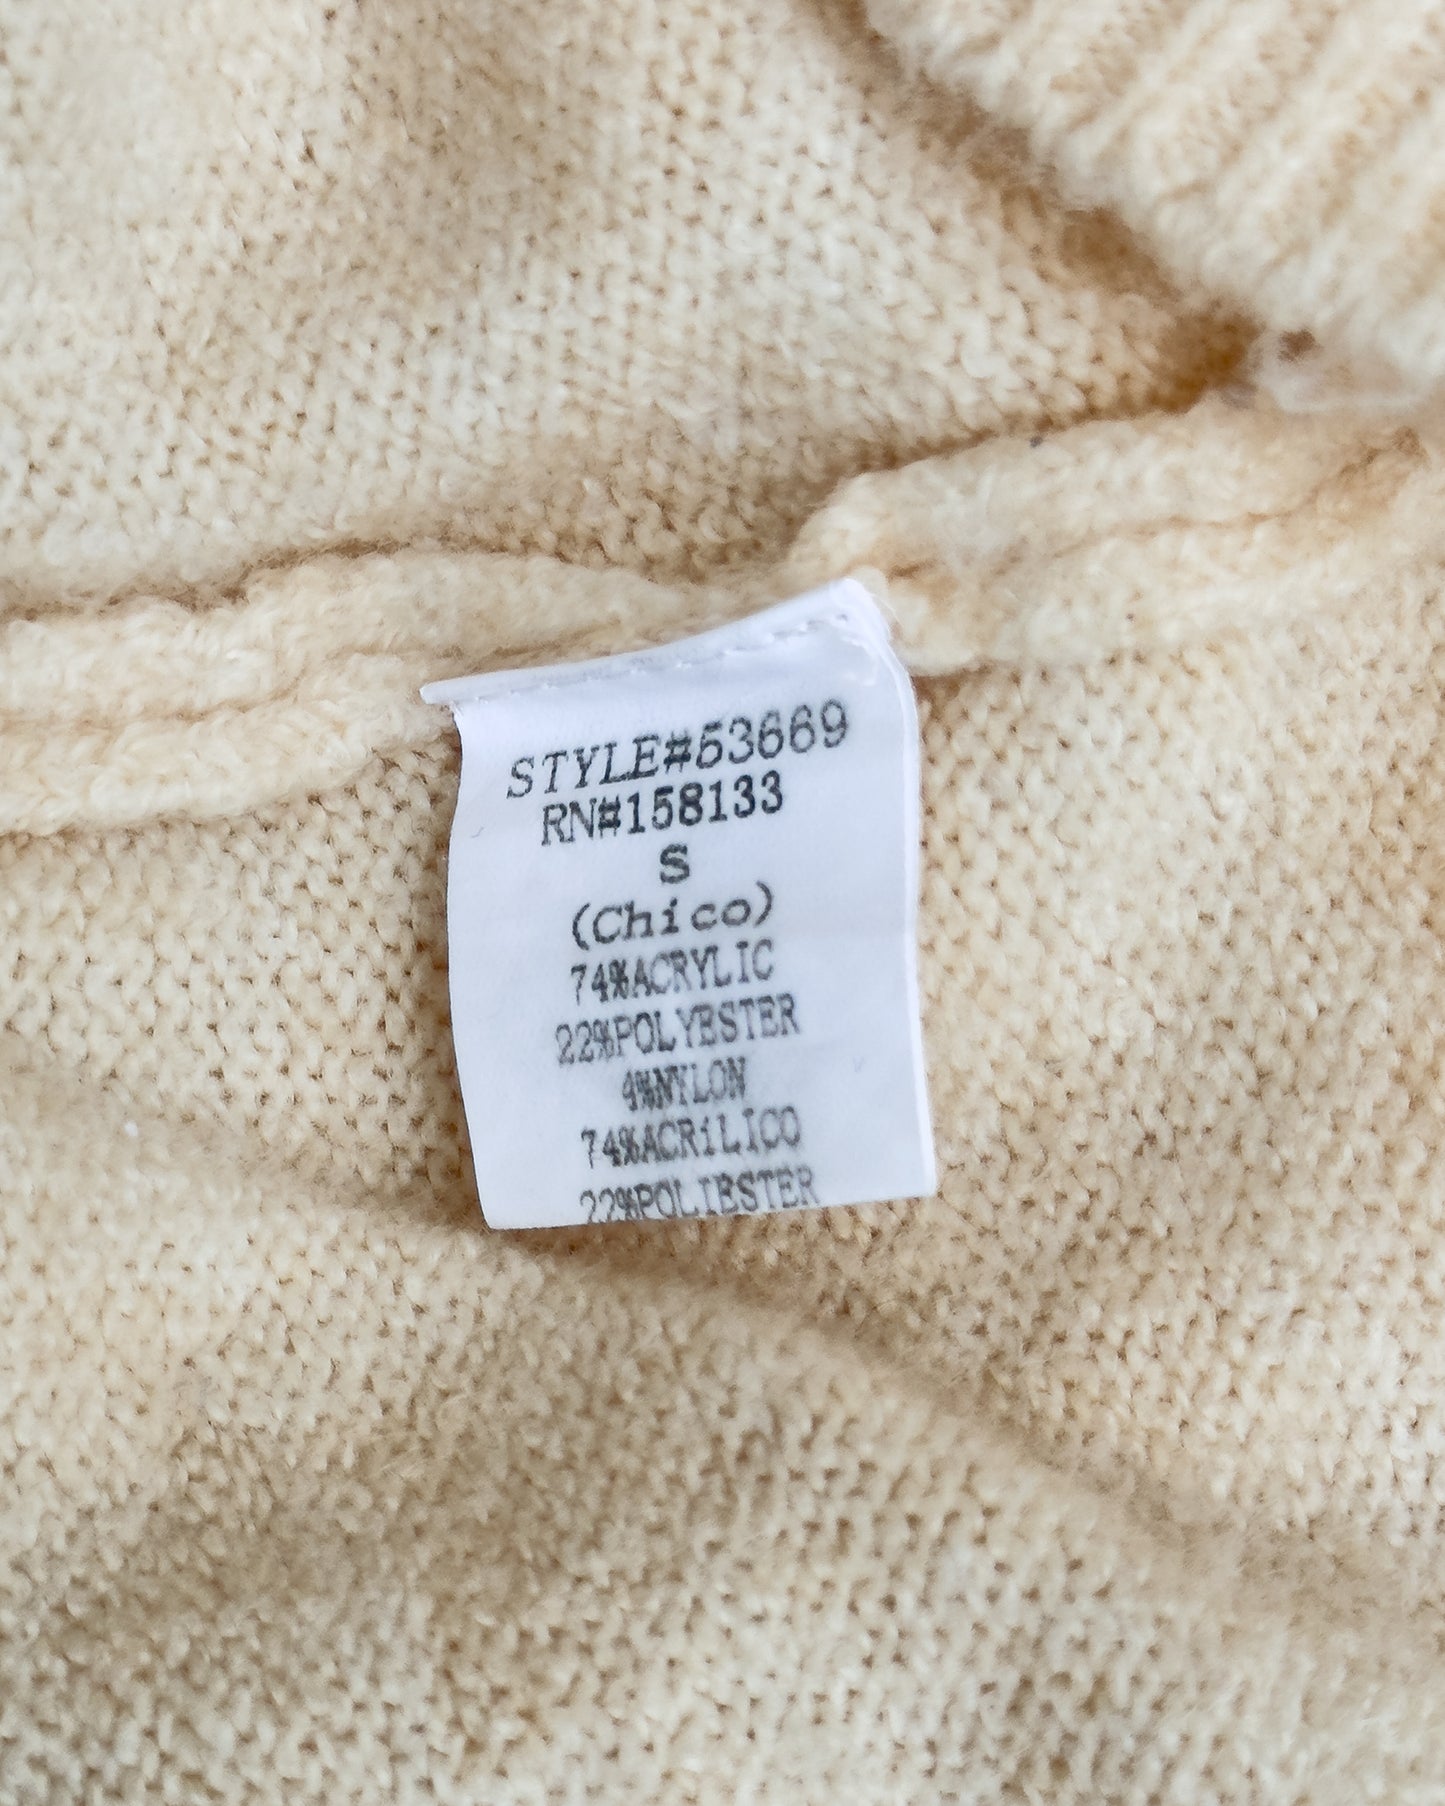 STYLE#53669
RN#158133
S
(Chico)
74%ACRYLIC
22%POLYESTER
4%NYLON
74%ACRiLICO
22%POLIESTER